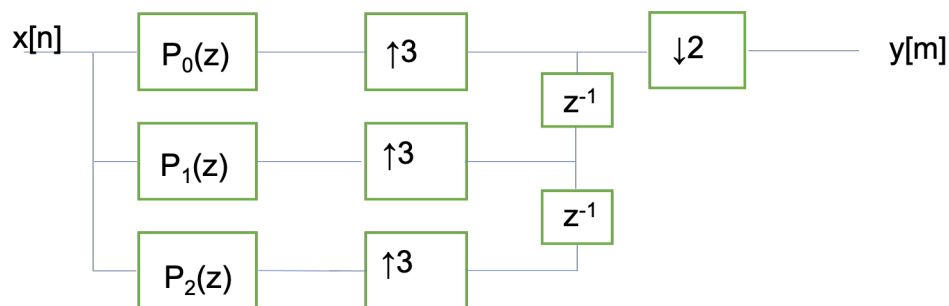 x[n] P₀(z) ↑3 ↓2 y[m]
z⁻¹
P₁(z) ↑3
z⁻¹
P₂(z) ↑3